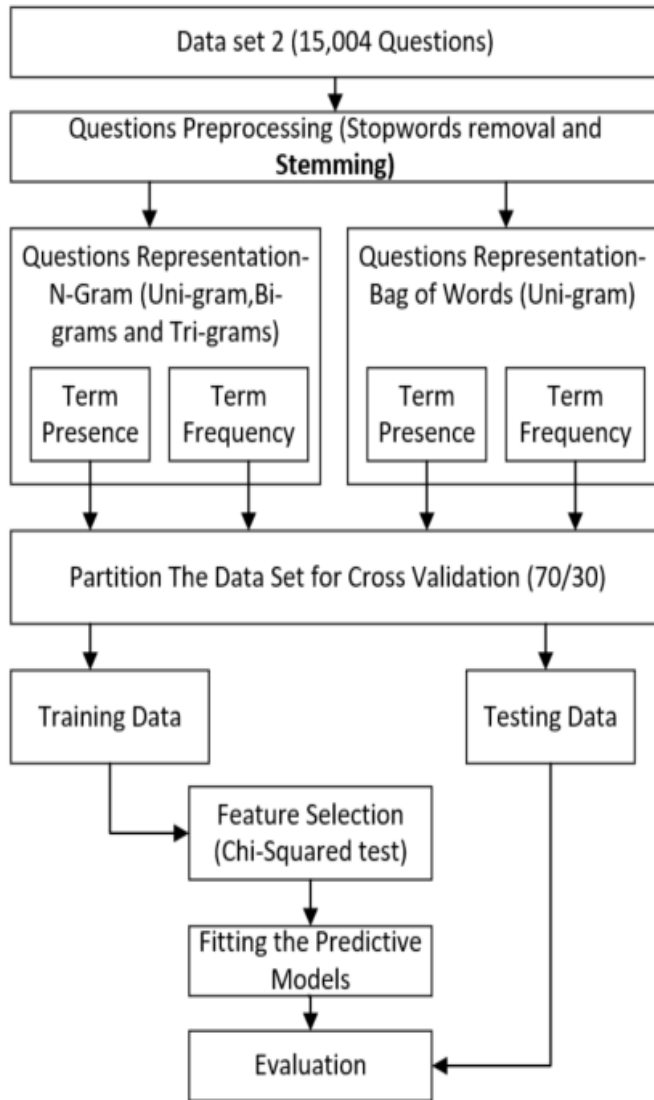 Data set 2 (15,004 Questions)
Questions Preprocessing (Stopwords removal and
Stemming)
Questions Representation-
N-Gram (Uni-gram,Bi-
grams and Tri-grams)
Term
Presence
Term
Frequency
Questions Representation-
Bag of Words (Uni-gram)
Term
Presence
Term
Frequency
Partition The Data Set for Cross Validation (70/30)
Training Data
Testing Data
Feature Selection
(Chi-Squared test)
Fitting the Predictive
Models
Evaluation